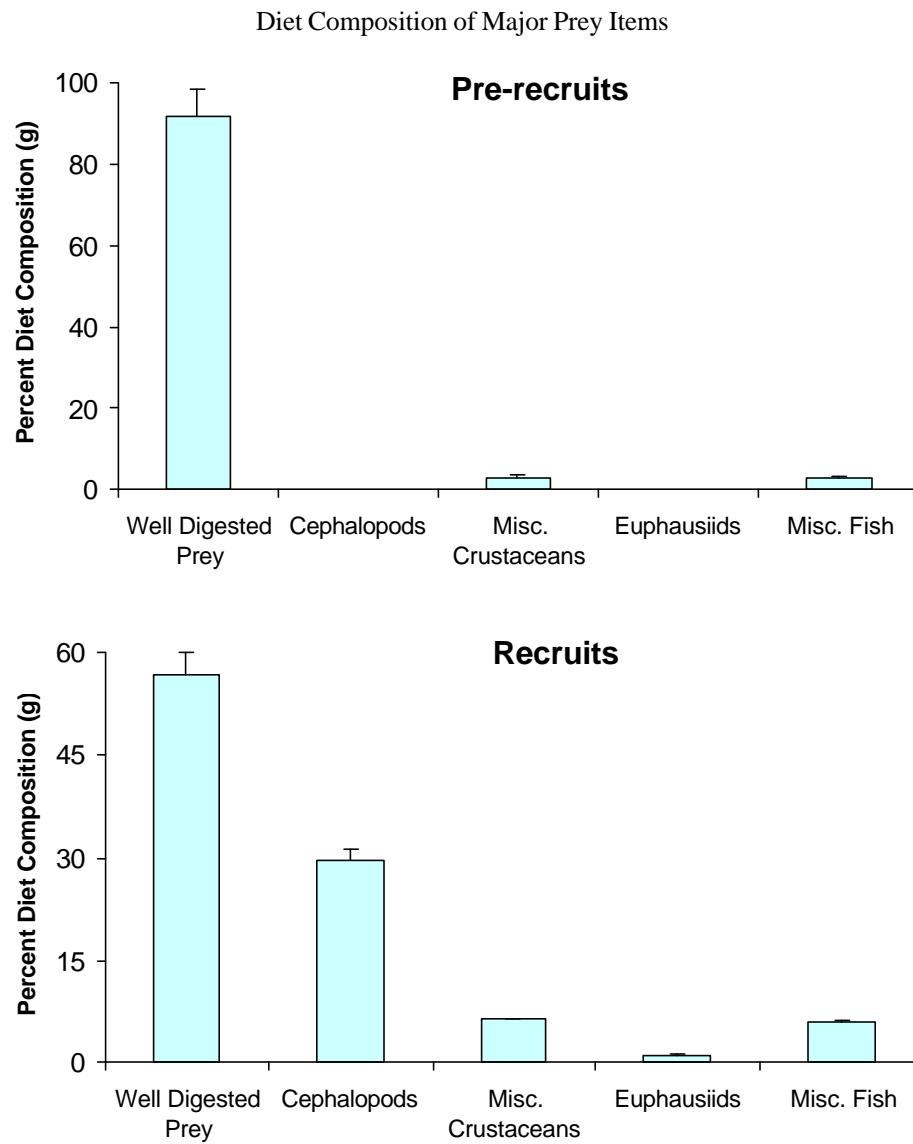 Diet Composition of Major Prey Items
Pre-recruits
Percent Diet Composition (g)
100
80
60
40
20
0
Well Digested
Prey
Cephalopods
Misc.
Crustaceans
Euphausiids
Misc. Fish
Recruits
Percent Diet Composition (g)
60
45
30
15
0
Well Digested
Prey
Cephalopods
Misc.
Crustaceans
Euphausiids
Misc. Fish